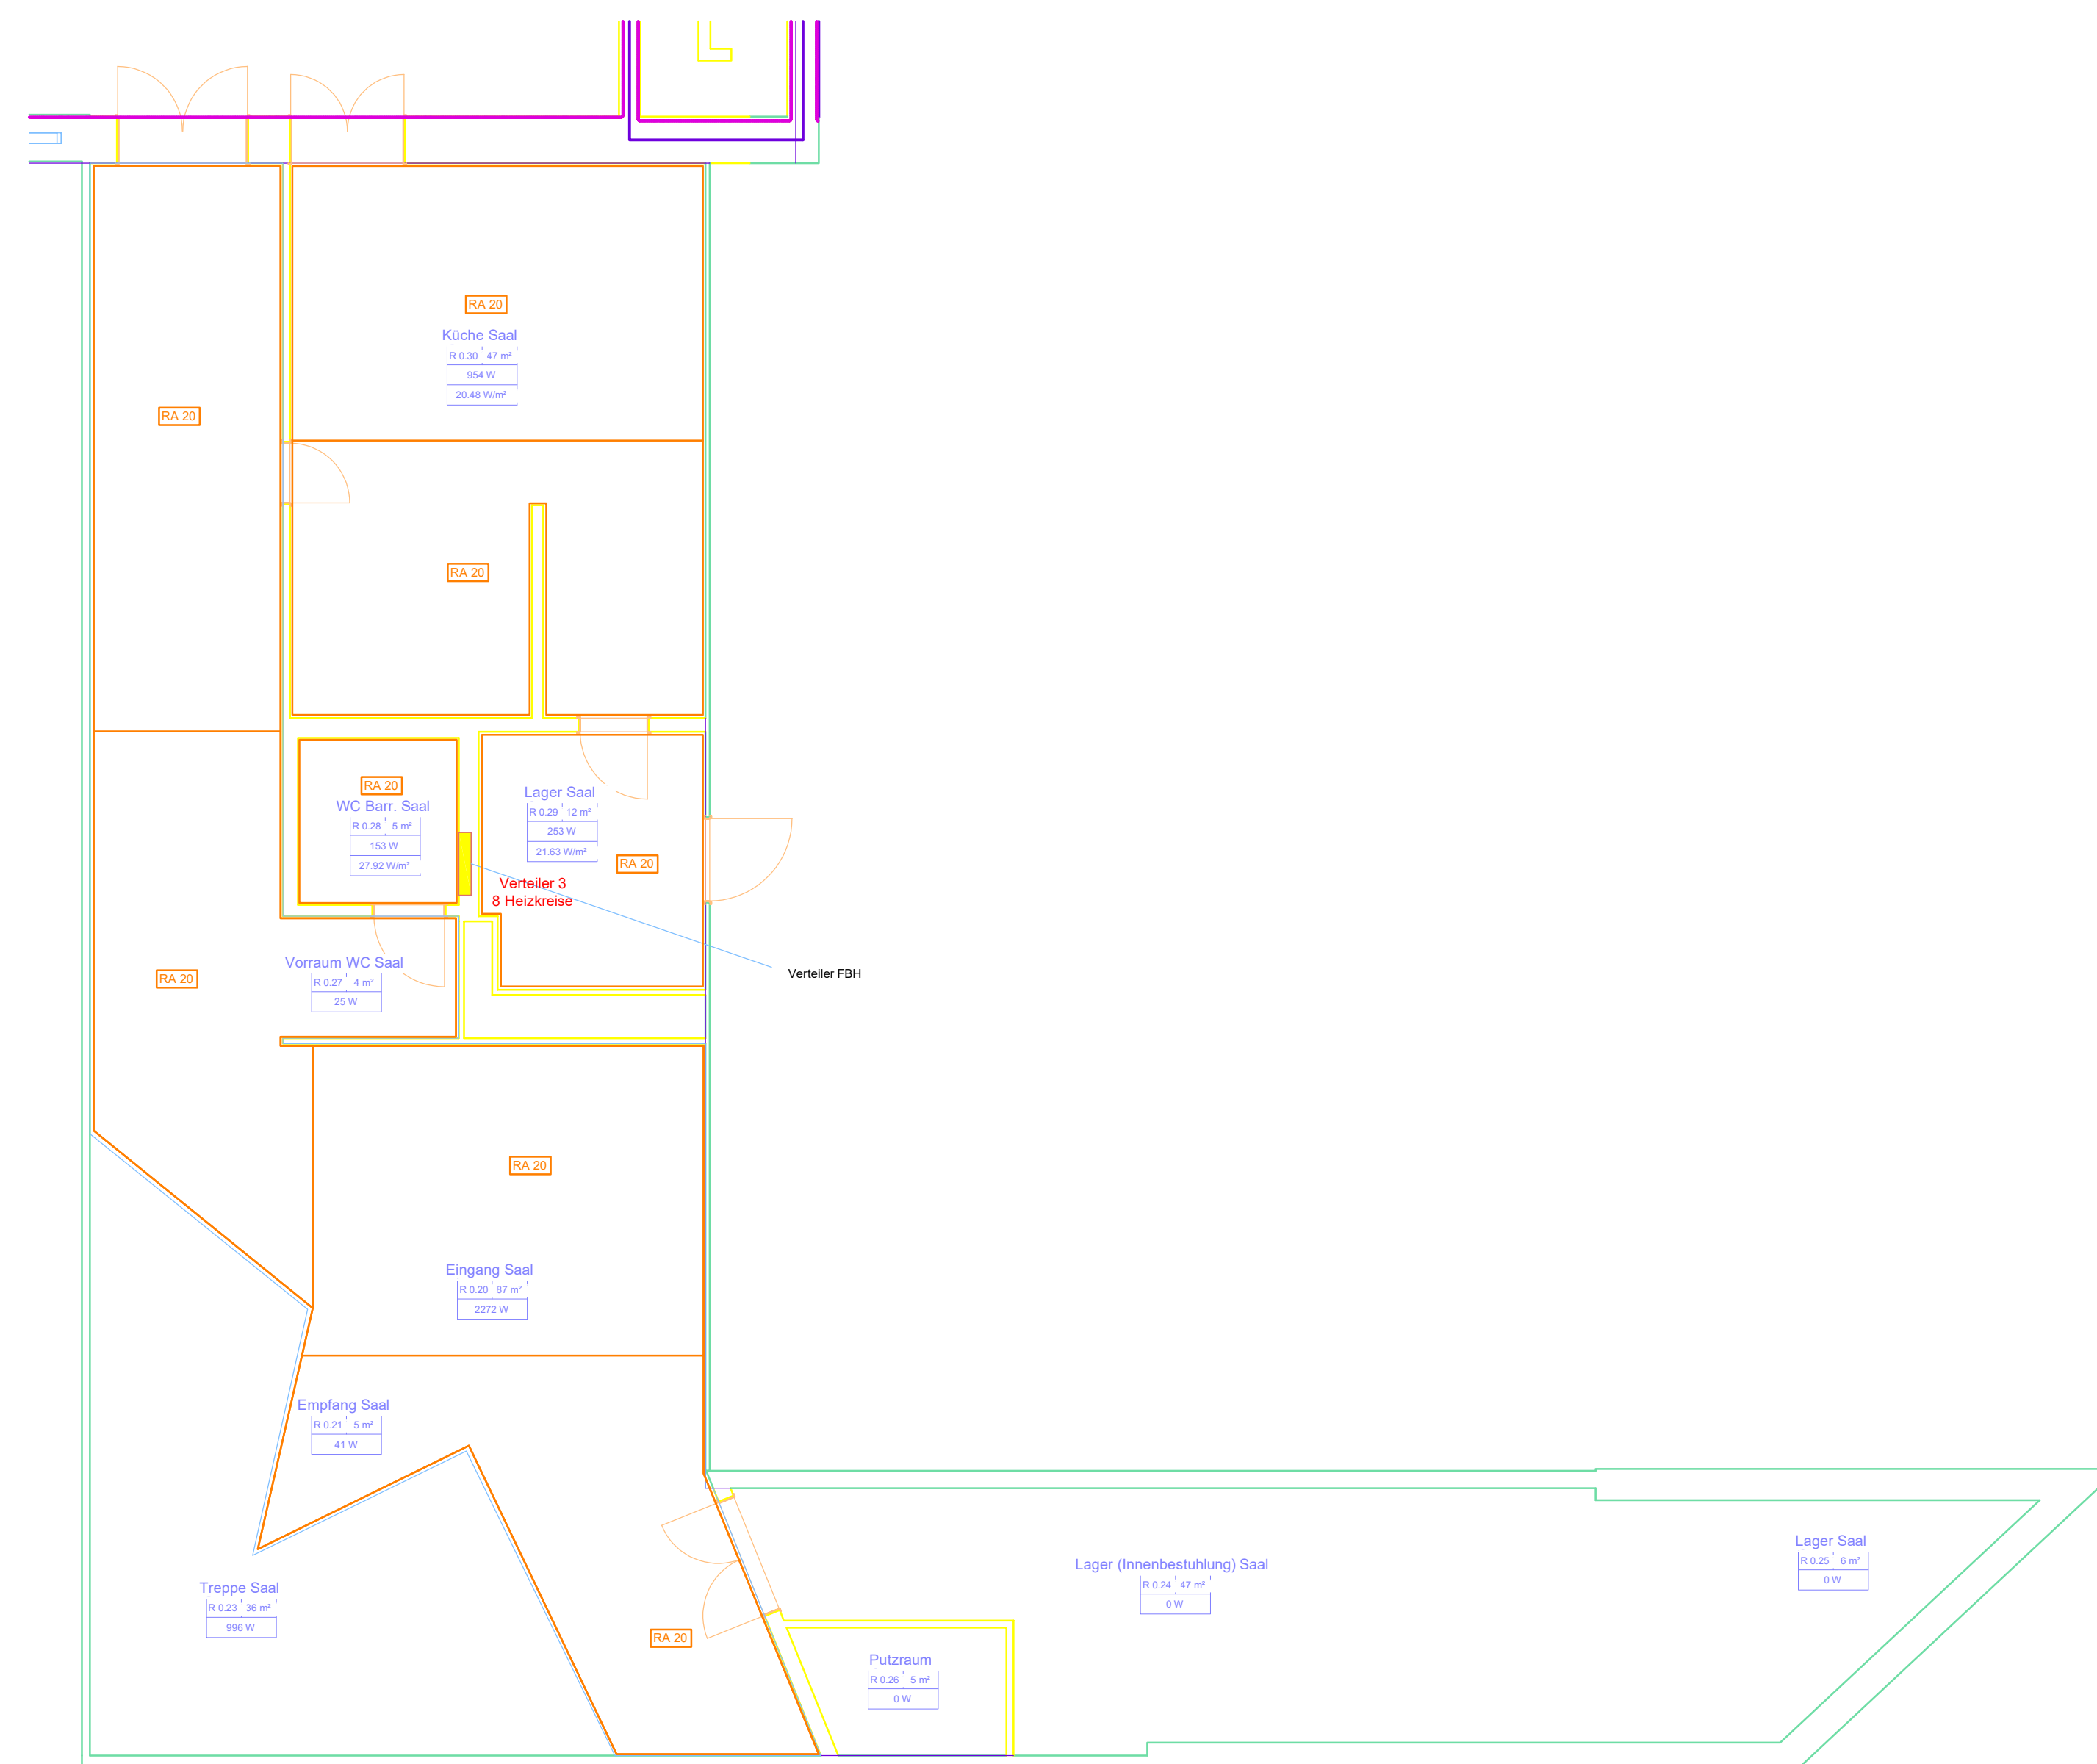 RA 20
Küche Saal
R 0.30 47 m²
954 W
20.48 W/m²
RA 20
RA 20
RA 20
WC Barr. Saal
R 0.28 5 m²
153 W
27.92 W/m²
Lager Saal
R 0.29 12 m²
253 W
21.63 W/m²
RA 20
Verteiler 3
8 Heizkreise
Vorraum WC Saal
R 0.27 4 m²
25 W
RA 20
Verteiler FBH
RA 20
Eingang Saal
R 0.20 87 m²
2272 W
Empfang Saal
R 0.21 5 m²
41 W
Treppe Saal
R 0.23 36 m²
996 W
RA 20
Lager (Innenbestuhlung) Saal
R 0.24 47 m²
0 W
Lager Saal
R 0.25 6 m²
0 W
Putzraum
R 0.26 5 m²
0 W